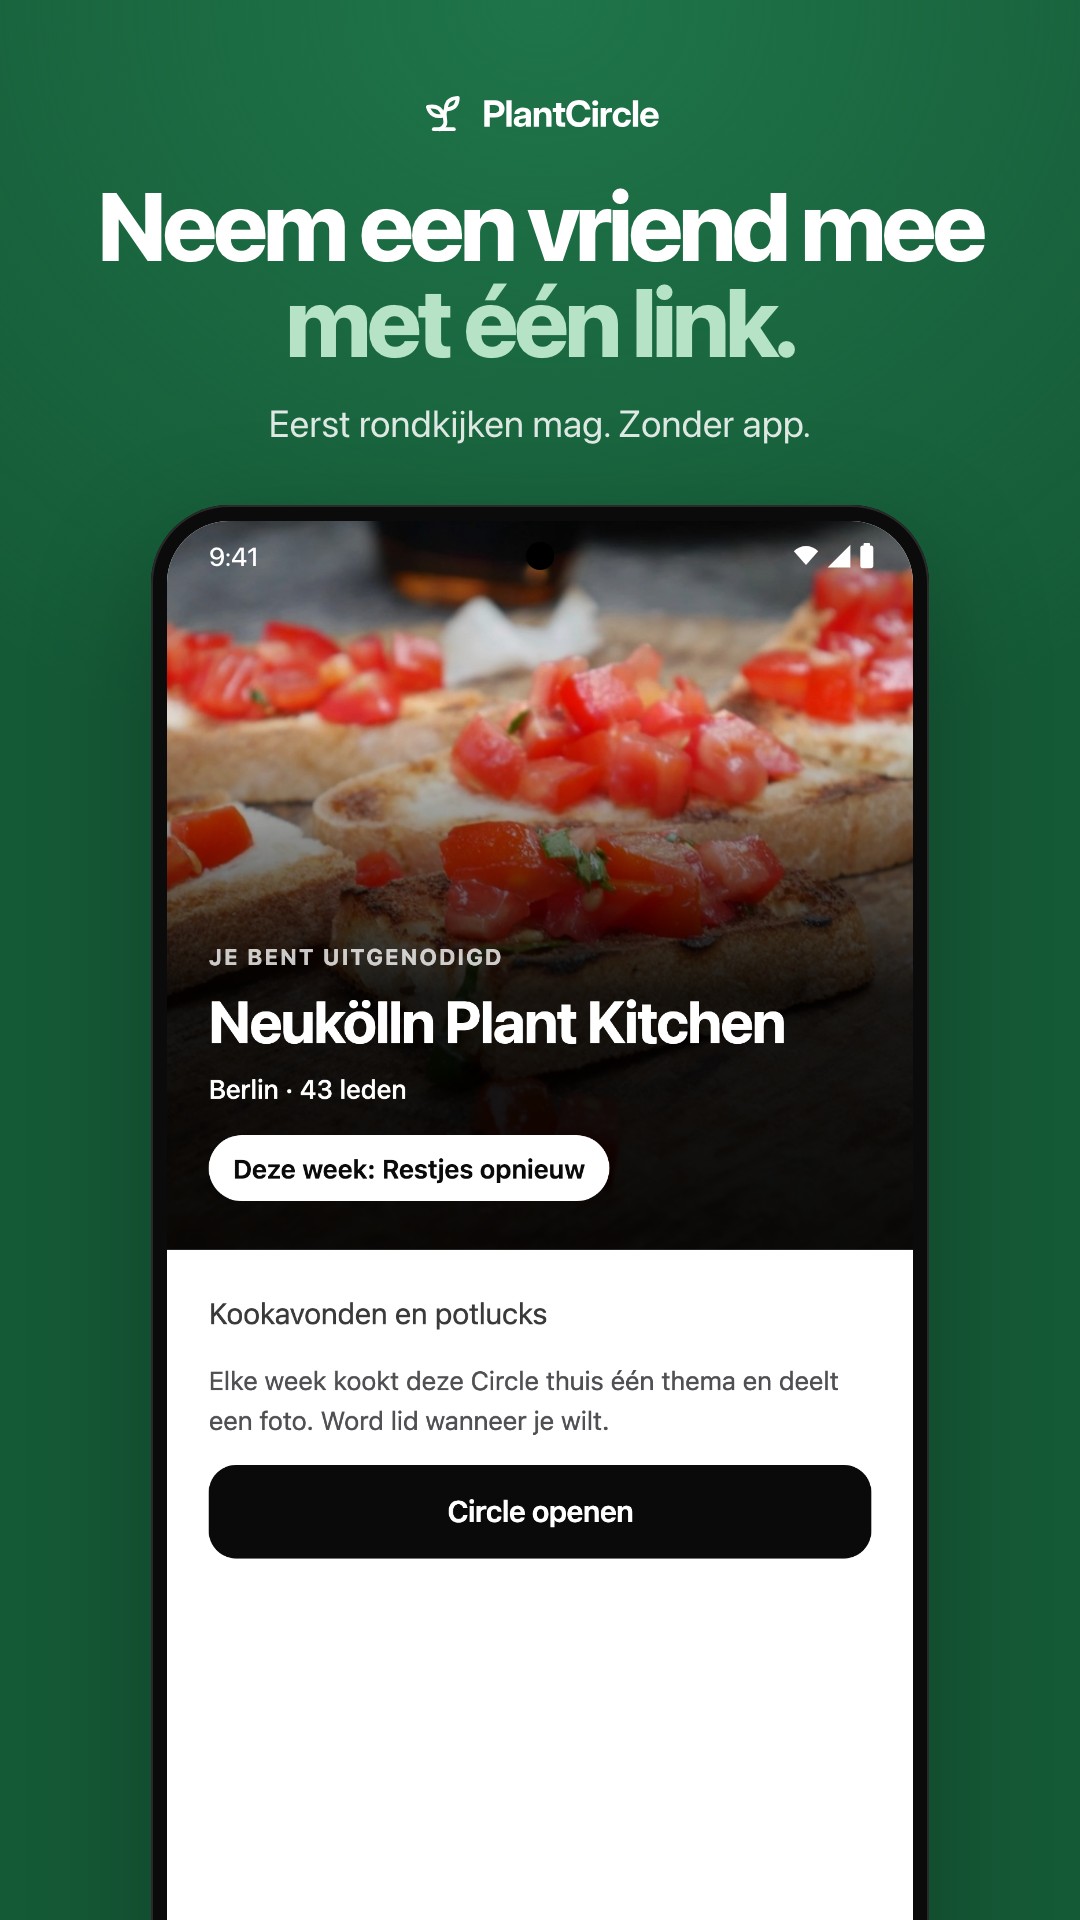 PlantCircle
Neem een vriend mee
met één link.
Eerst rondkijken mag. Zonder app.
9:41
JE BENT UITGENODIGD
Neukölln Plant Kitchen
Berlin · 43 leden
Deze week: Restjes opnieuw
Kookavonden en potlucks
Elke week kookt deze Circle thuis één thema en deelt
een foto. Word lid wanneer je wilt.
Circle openen